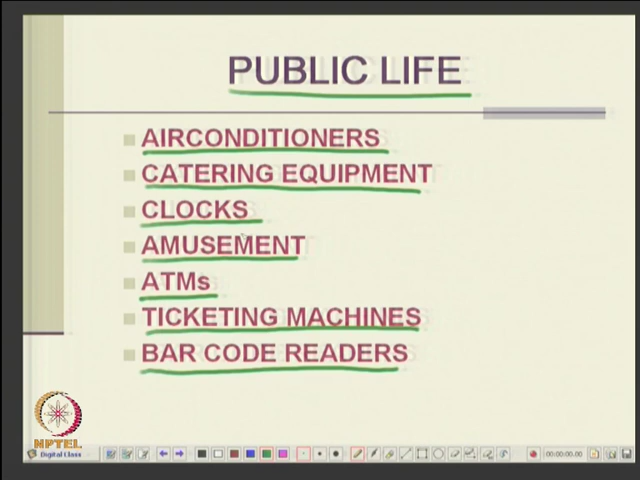 PUBLIC LIFE
AIRCONDITIONERS
CATERING EQUIPMENT
CLOCKS
AMUSEMENT
ATMs
TICKETING MACHINES
BAR CODE READERS
NPTEL
Digital Class
00:00:00.00